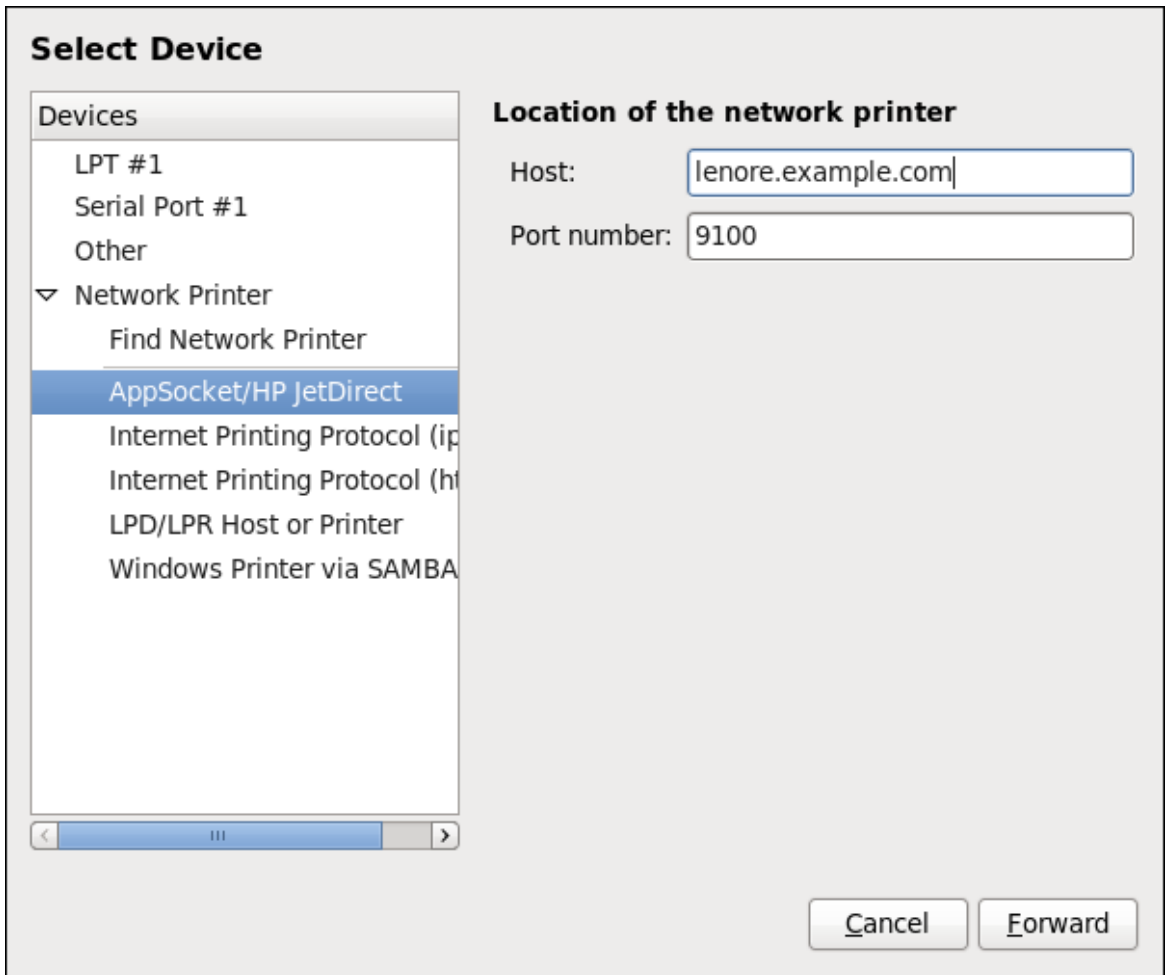 Select Device
Devices
LPT #1
Serial Port #1
Other
Network Printer
Find Network Printer
AppSocket/HP JetDirect
Internet Printing Protocol (ip
Internet Printing Protocol (ht
LPD/LPR Host or Printer
Windows Printer via SAMBA
Location of the network printer
Host: lenore.example.com
Port number: 9100
Cancel Forward